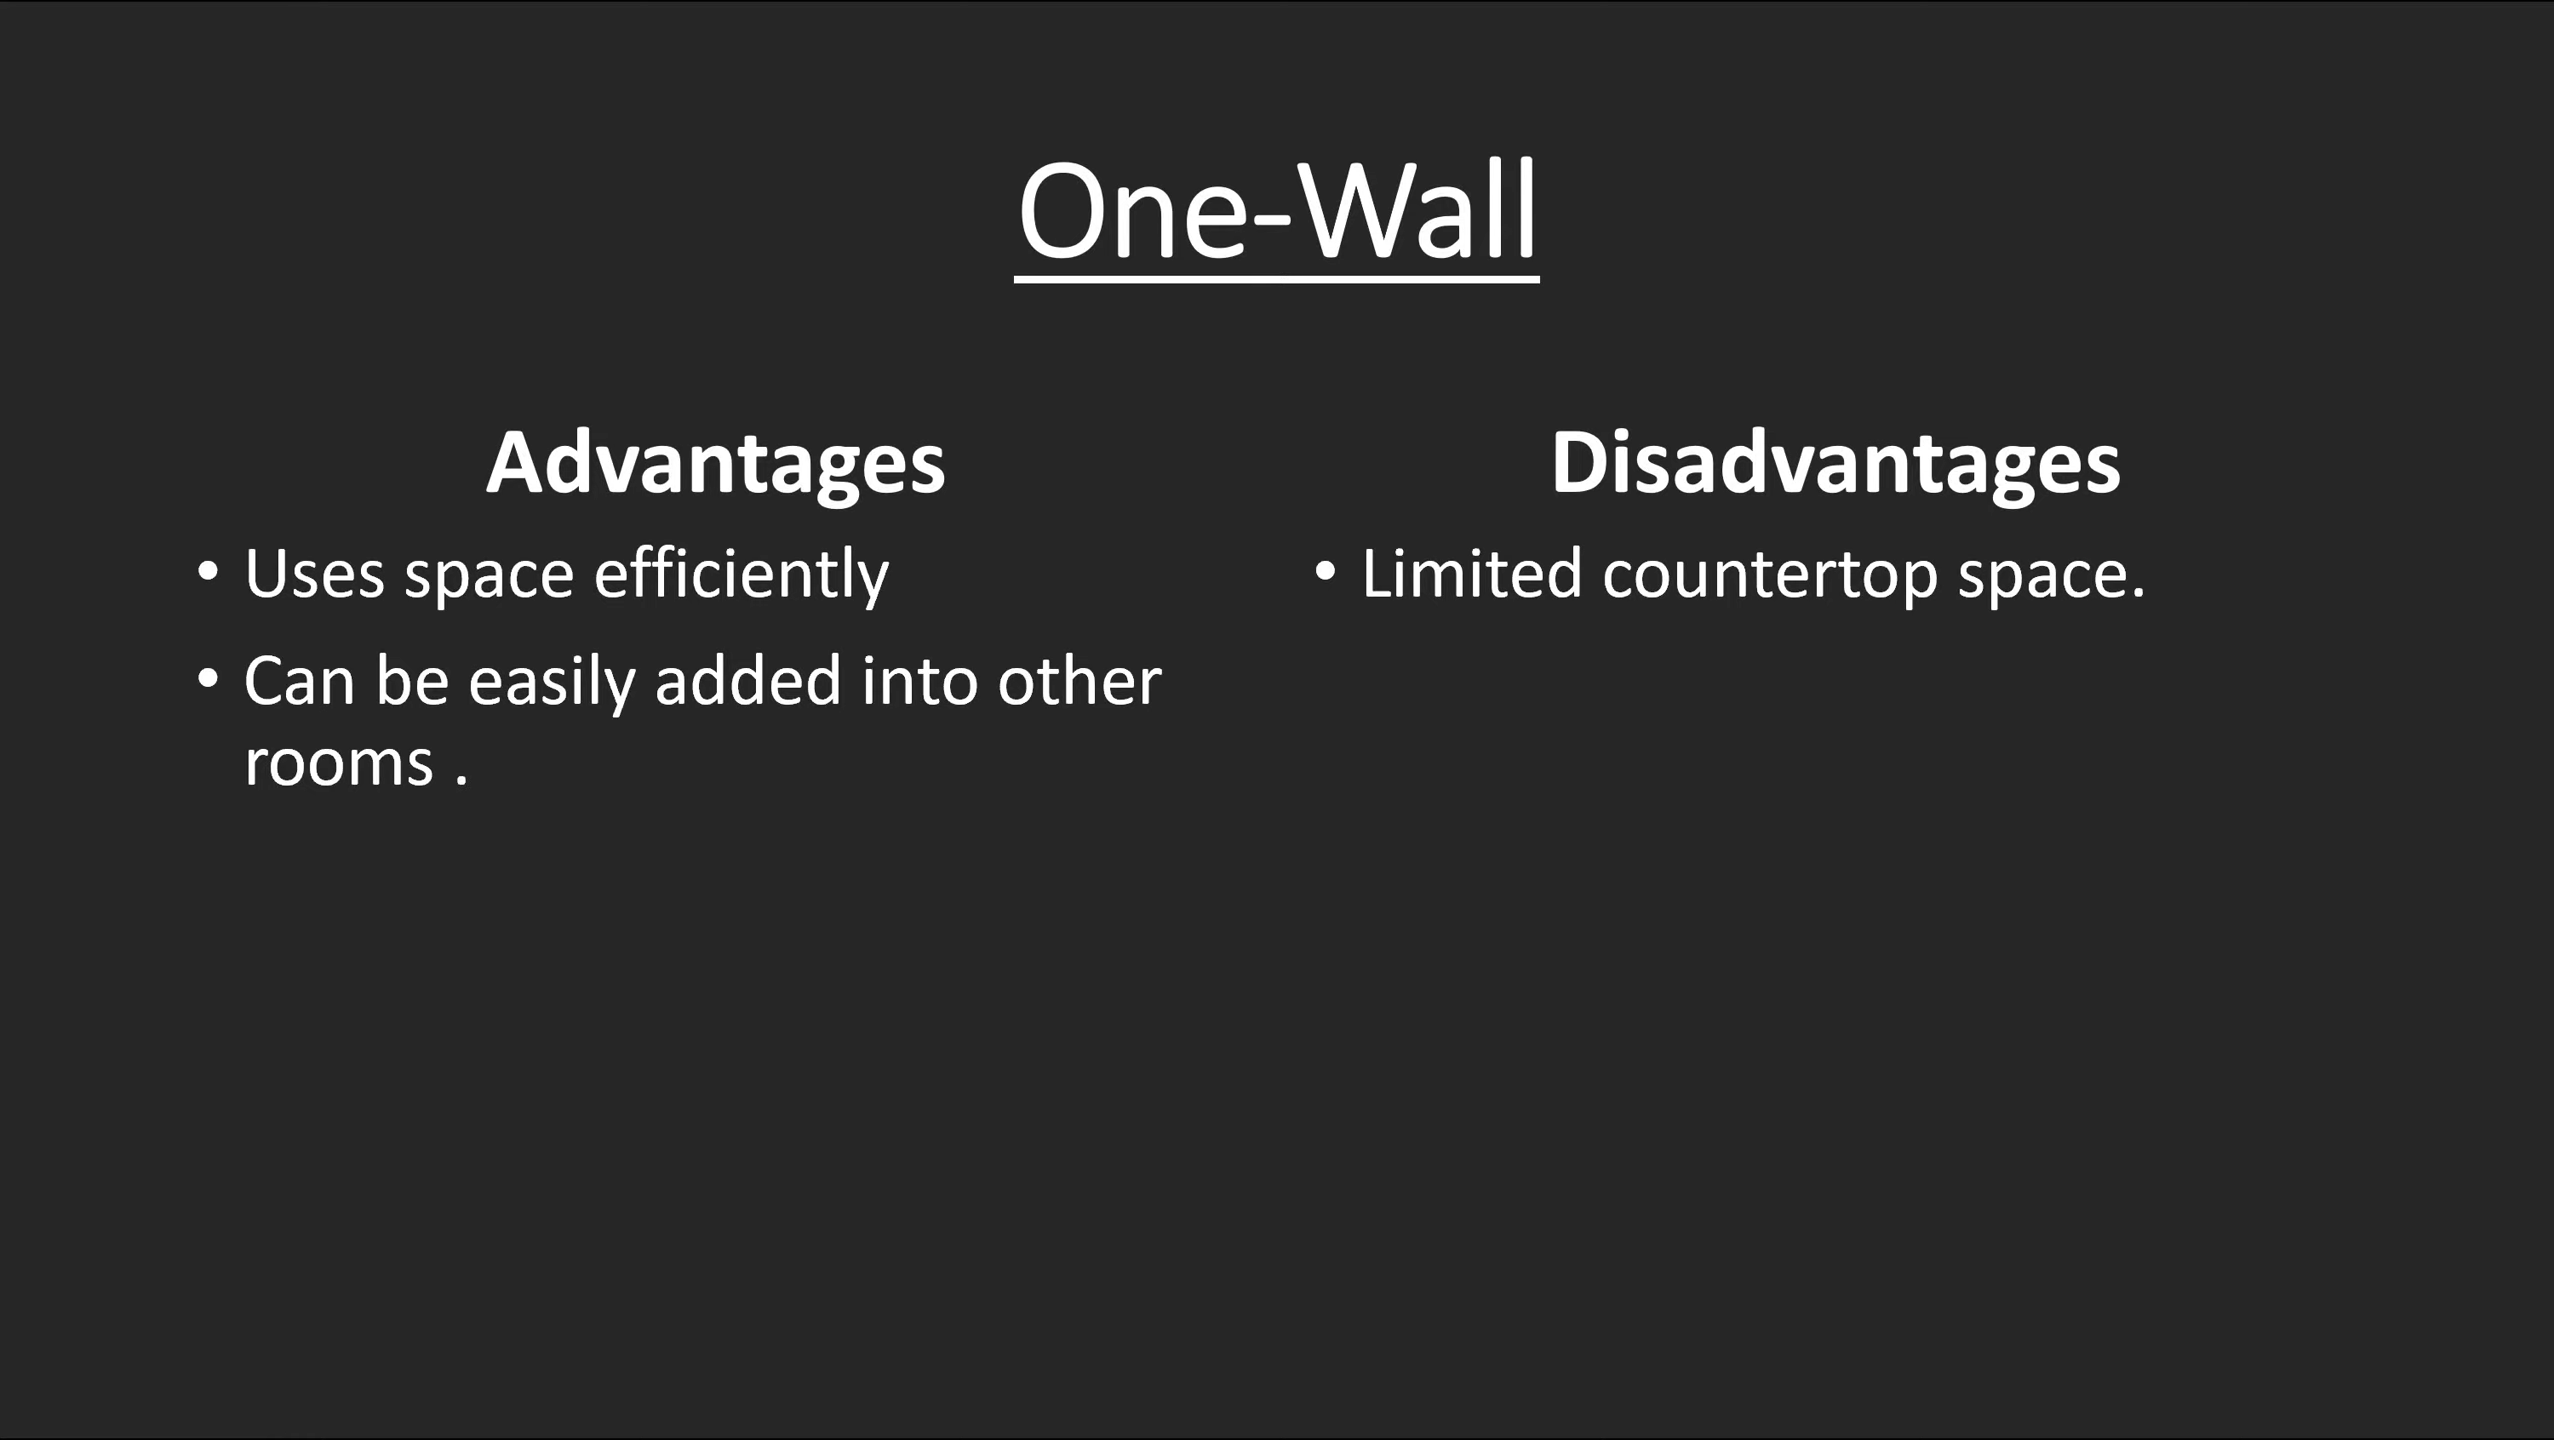 One-Wall
Advantages
• Uses space efficiently
• Can be easily added into other
rooms .
Disadvantages
• Limited countertop space.